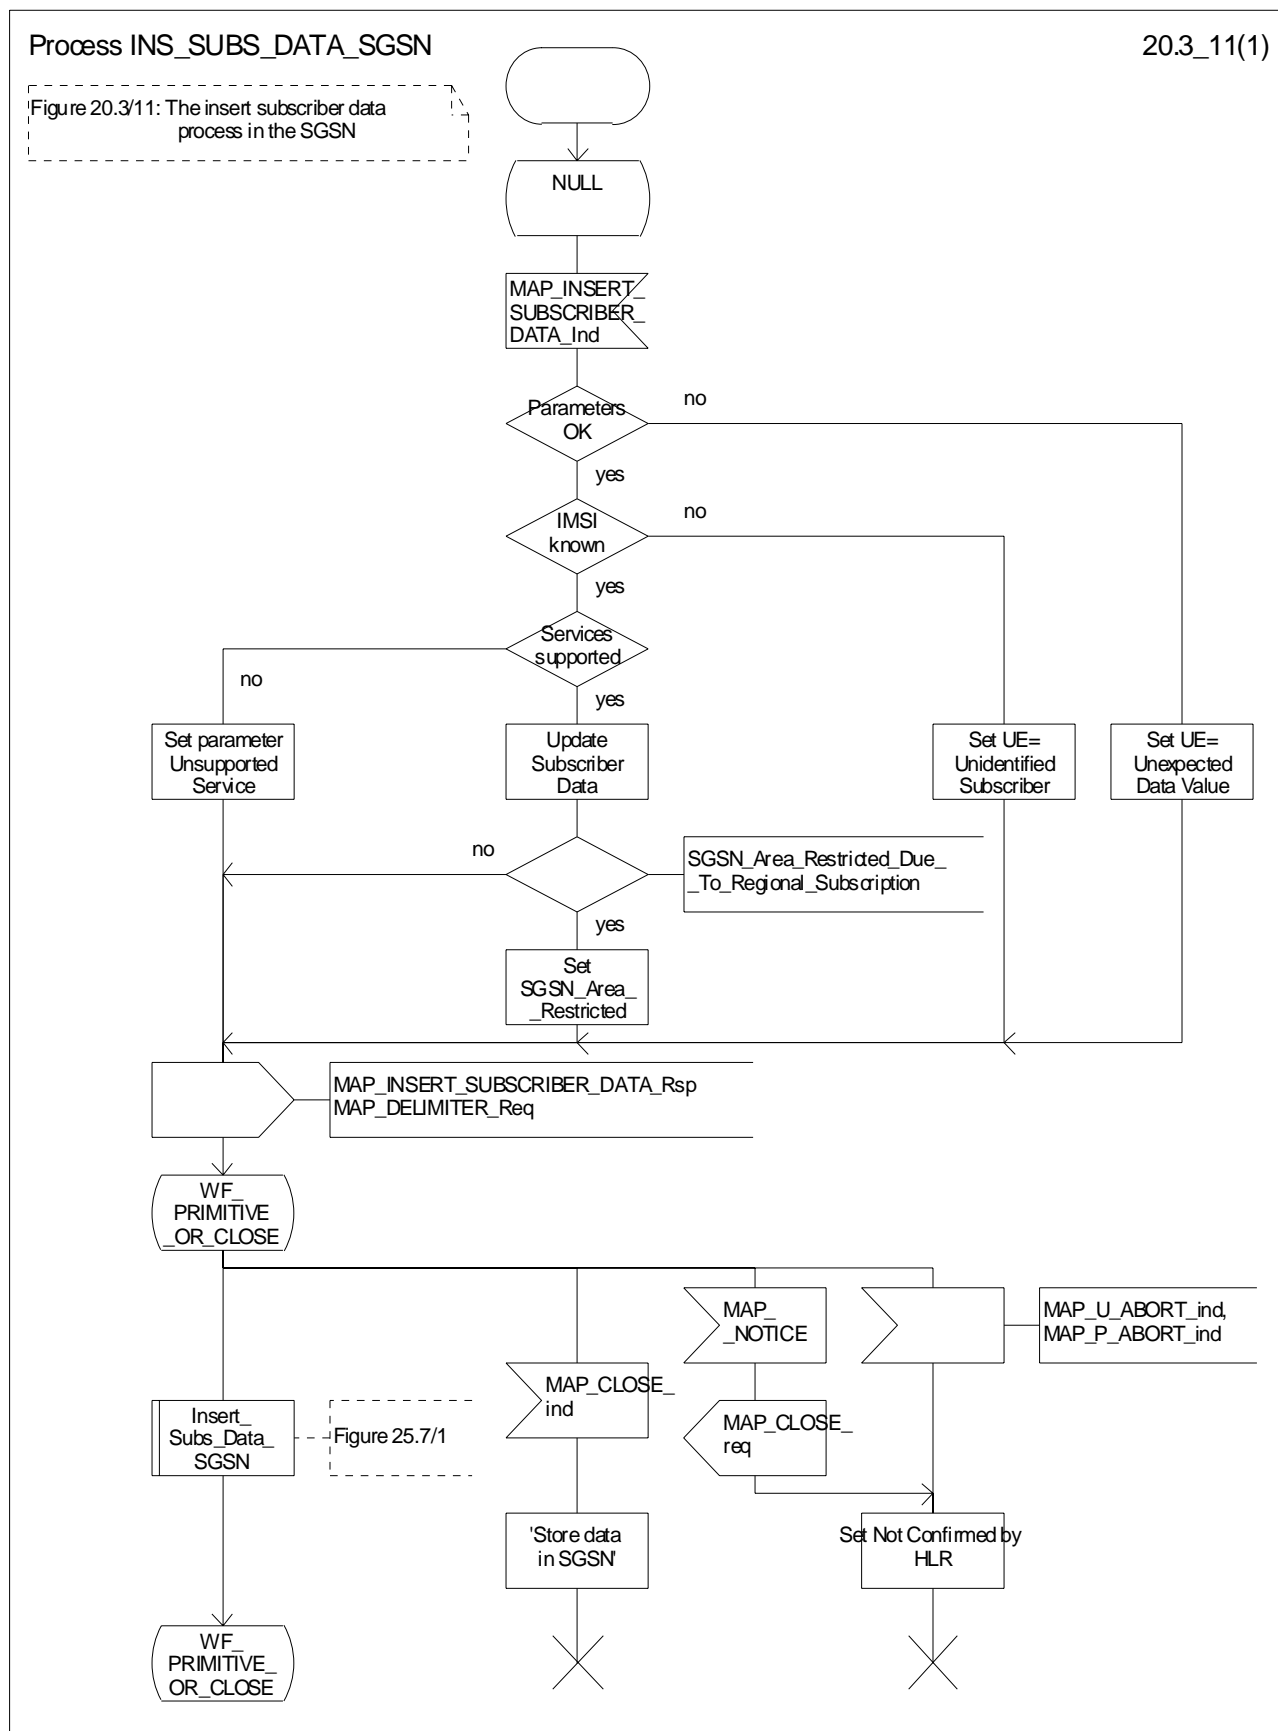 Process INS_SUBS_DATA_SGSN
20.3_11(1)
Figure 20.3/11: The insert subscriber data
process in the SGSN
NULL
MAP_INSERT_
SUBSCRIBER_
DATA_Ind
Parameters
OK
no
yes
IMSI
known
no
yes
Services
supported
no
yes
Set parameter
Unsupported
Service
Update
Subscriber
Data
Set UE=
Unidentified
Subscriber
Set UE=
Unexpected
Data Value
no
SGSN_Area_Restricted_Due_
_To_Regional_Subscription
yes
Set
SGSN_Area_
_Restricted
MAP_INSERT_SUBSCRIBER_DATA_Rsp
MAP_DELIMITER_Req
WF_
PRIMITIVE
_OR_CLOSE
MAP_
_NOTICE
MAP_U_ABORT_ind,
MAP_P_ABORT_ind
MAP_CLOSE_
ind
Insert_
Subs_Data_
SGSN
Figure 25.7/1
MAP_CLOSE_
req
'Store data
in SGSN'
Set Not Confirmed by
HLR
WF_
PRIMITIVE_
OR_CLOSE